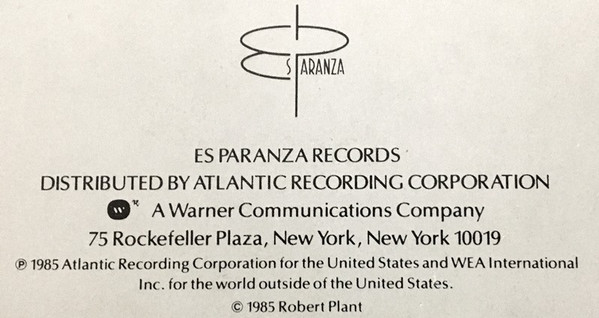 ES PARANZA
ES PARANZA RECORDS
DISTRIBUTED BY ATLANTIC RECORDING CORPORATION
W ® A Warner Communications Company
75 Rockefeller Plaza, New York, New York 10019
℗ 1985 Atlantic Recording Corporation for the United States and WEA International
Inc. for the world outside of the United States.
© 1985 Robert Plant